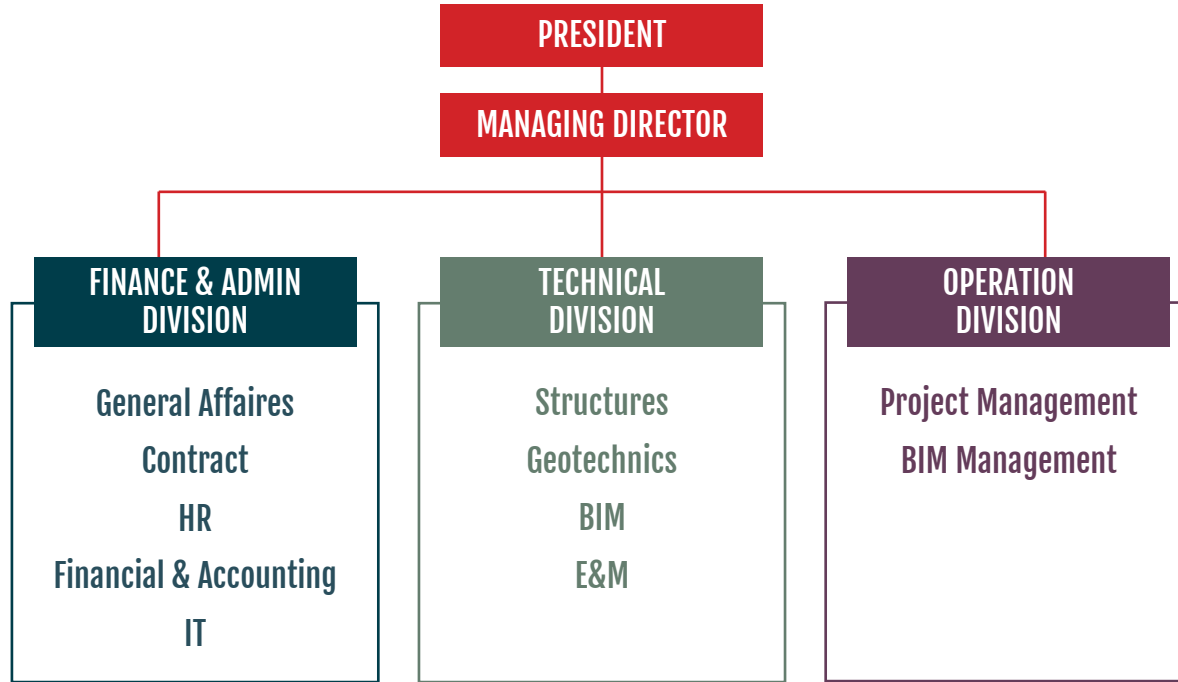 PRESIDENT
MANAGING DIRECTOR
FINANCE & ADMIN
DIVISION
General Affaires
Contract
HR
Financial & Accounting
IT
TECHNICAL
DIVISION
Structures
Geotechnics
BIM
E&M
OPERATION
DIVISION
Project Management
BIM Management